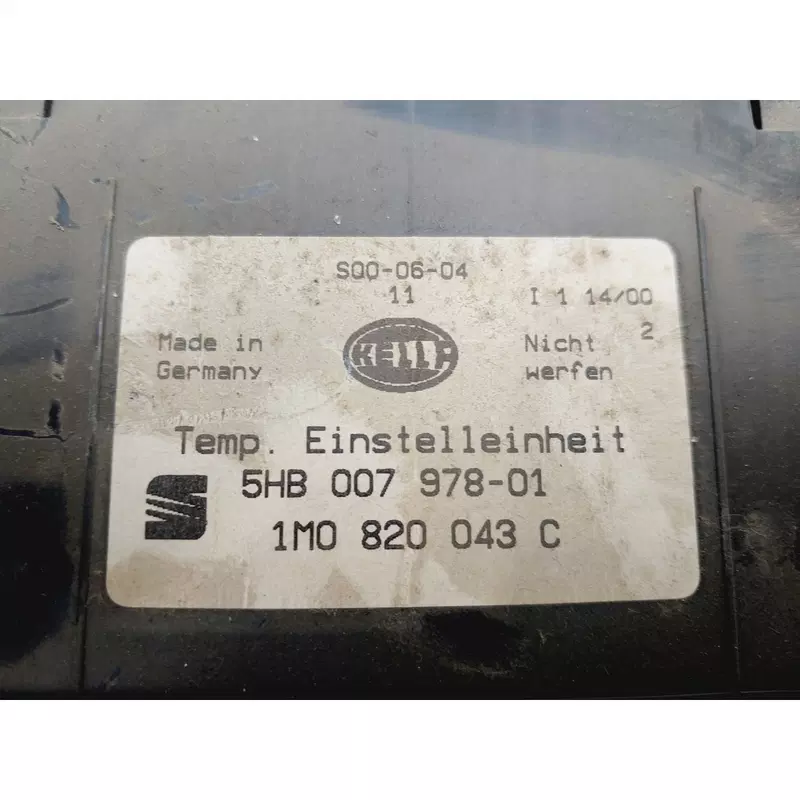 S00-06-04
11
I 1 14/00
2
Made in
Germany
HELLA
Nicht
werfen
Temp. Einstelleinheit
5HB 007 978-01
1M0 820 043 C